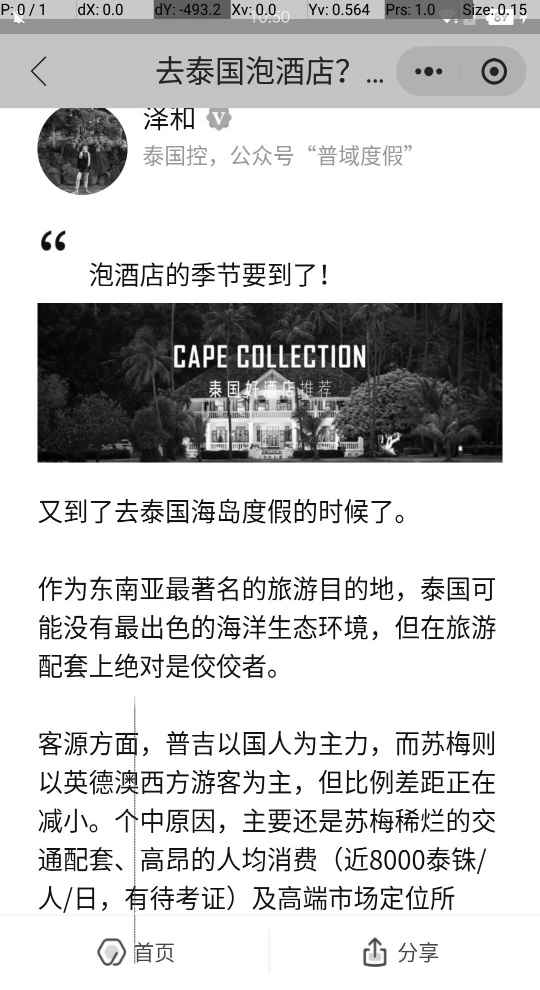 P: 0 / 1 dX: 0.0 dY: -493.2 Xv: 0.0 Yv: 0.564 Prs: 1.0 Size: 0.15
10:50
去泰国泡酒店？...
泽和 V
泰国控，公众号“普域度假”
“
泡酒店的季节要到了！
CAPE COLLECTION
泰国好酒店推荐
又到了去泰国海岛度假的时候了。
作为东南亚最著名的旅游目的地，泰国可
能没有最出色的海洋生态环境，但在旅游
配套上绝对是佼佼者。
客源方面，普吉以国人为主力，而苏梅则
以英德澳西方游客为主，但比例差距正在
减小。个中原因，主要还是苏梅稀烂的交
通配套、高昂的人均消费（近8000泰铢/
人/日，有待考证）及高端市场定位所
首页 分享